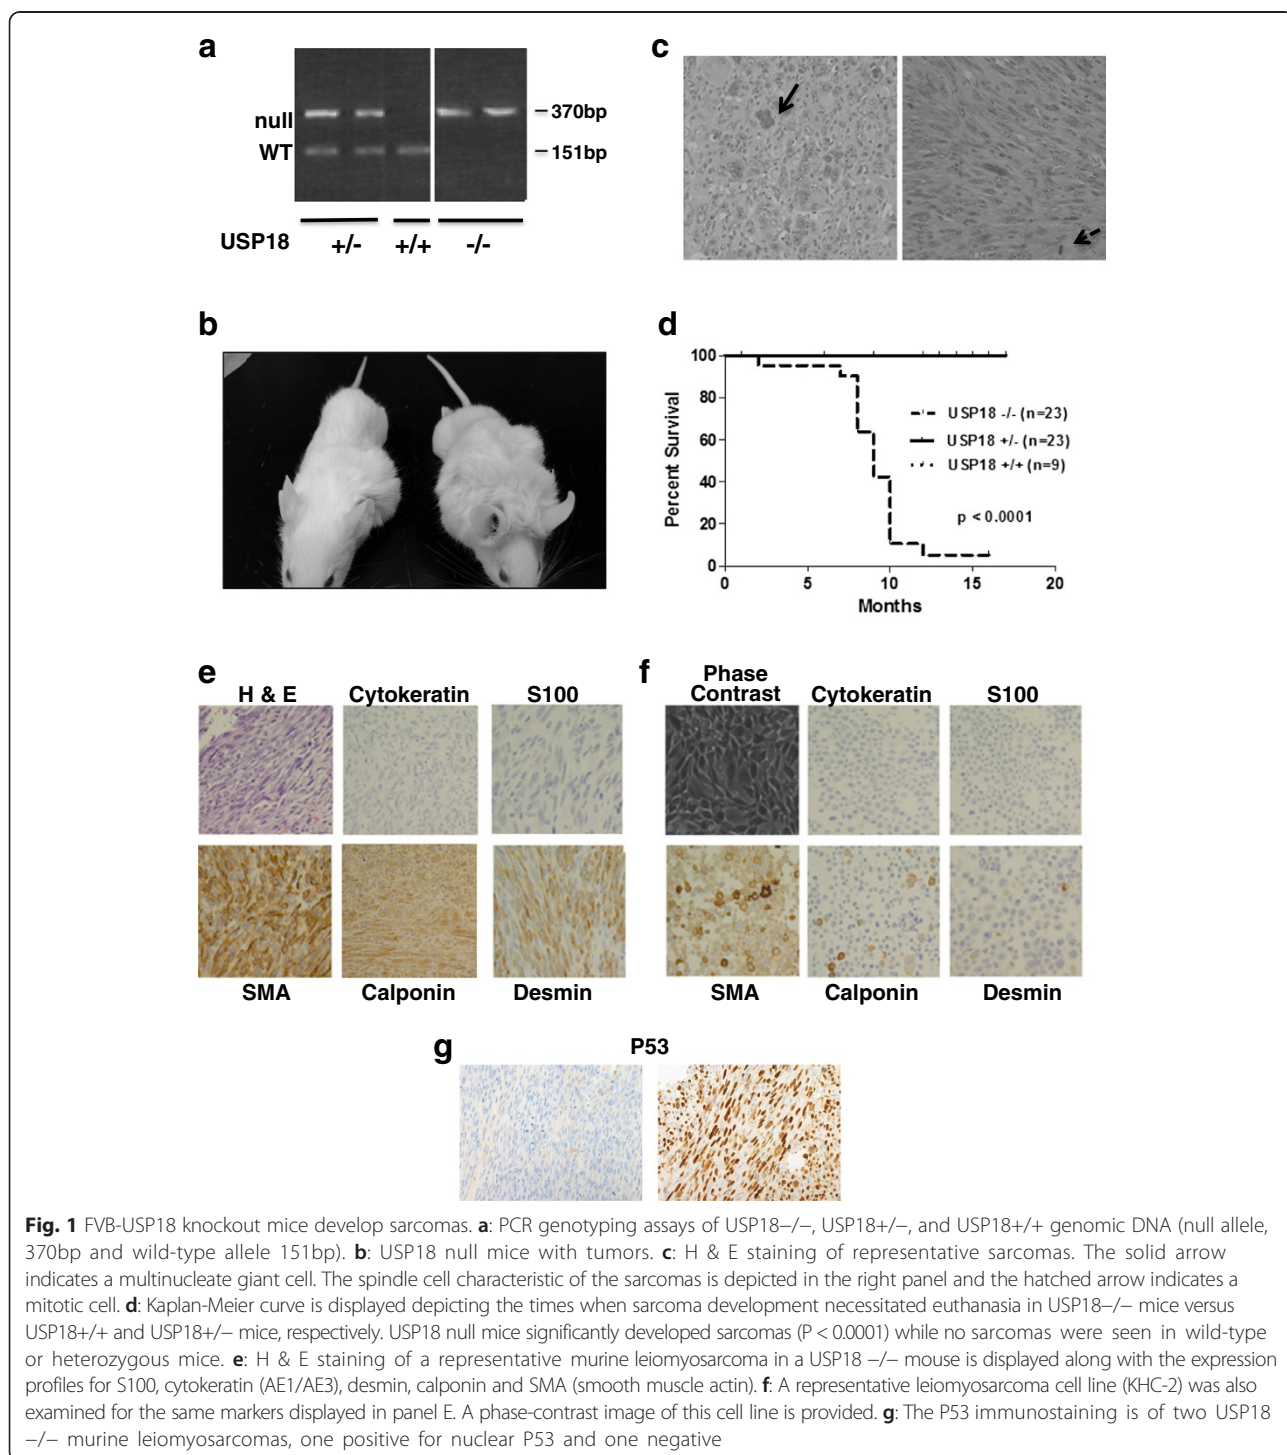 a
null
WT
370bp
151bp
USP18 +/- +/+ -/-
c
b
d
100
80
60
40
20
0
Percent Survival
USP18 -/- (n=23)
USP18 +/- (n=23)
USP18 +/+ (n=9)
p < 0.0001
0 5 10 15 20
Months
e
H & E Cytokeratin S100
SMA Calponin Desmin
f
Phase
Contrast Cytokeratin S100
SMA Calponin Desmin
g
P53
Fig. 1 FVB-USP18 knockout mice develop sarcomas. a: PCR genotyping assays of USP18−/−, USP18+/−, and USP18+/+ genomic DNA (null allele,
370bp and wild-type allele 151bp). b: USP18 null mice with tumors. c: H & E staining of representative sarcomas. The solid arrow
indicates a multinucleate giant cell. The spindle cell characteristic of the sarcomas is depicted in the right panel and the hatched arrow indicates a
mitotic cell. d: Kaplan-Meier curve is displayed depicting the times when sarcoma development necessitated euthanasia in USP18−/− mice versus
USP18+/+ and USP18+/− mice, respectively. USP18 null mice significantly developed sarcomas (P < 0.0001) while no sarcomas were seen in wild-type
or heterozygous mice. e: H & E staining of a representative murine leiomyosarcoma in a USP18 −/− mouse is displayed along with the expression
profiles for S100, cytokeratin (AE1/AE3), desmin, calponin and SMA (smooth muscle actin). f: A representative leiomyosarcoma cell line (KHC-2) was also
examined for the same markers displayed in panel E. A phase-contrast image of this cell line is provided. g: The P53 immunostaining is of two USP18
−/− murine leiomyosarcomas, one positive for nuclear P53 and one negative